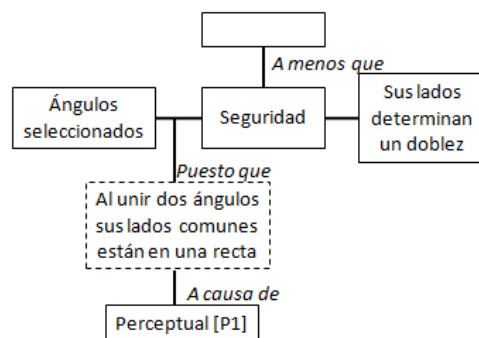 A menos que
Ángulos
seleccionados
Seguridad
Sus lados
determinan
un doblez
Puesto que
Al unir dos ángulos
sus lados comunes
están en una recta
A causa de
Perceptual [P1]